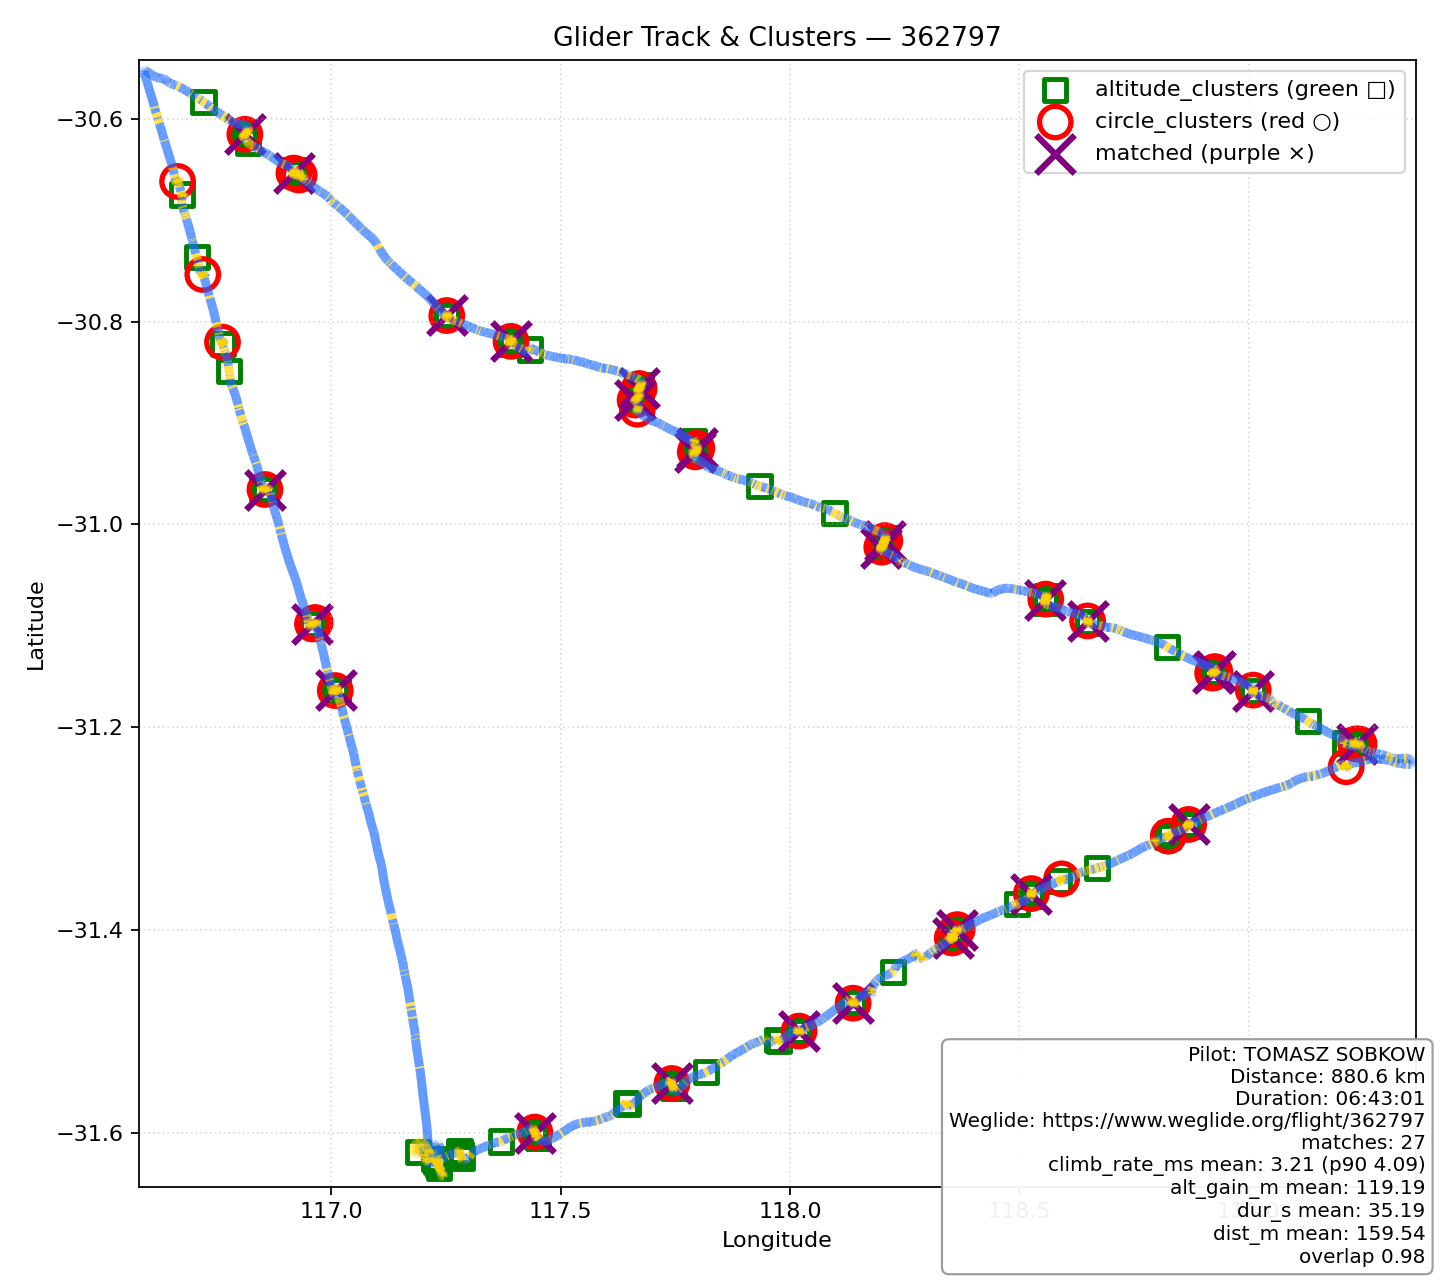 Glider Track & Clusters — 362797
altitude_clusters (green □)
circle_clusters (red ○)
matched (purple ×)
−30.6
−30.8
−31.0
−31.2
−31.4
−31.6
Latitude
117.0
117.5
118.0
118.5
Longitude
Pilot: TOMASZ SOBKOW
Distance: 880.6 km
Duration: 06:43:01
Weglide: https://www.weglide.org/flight/362797
matches: 27
climb_rate_ms mean: 3.21 (p90 4.09)
alt_gain_m mean: 119.19
dur_s mean: 35.19
dist_m mean: 159.54
overlap 0.98